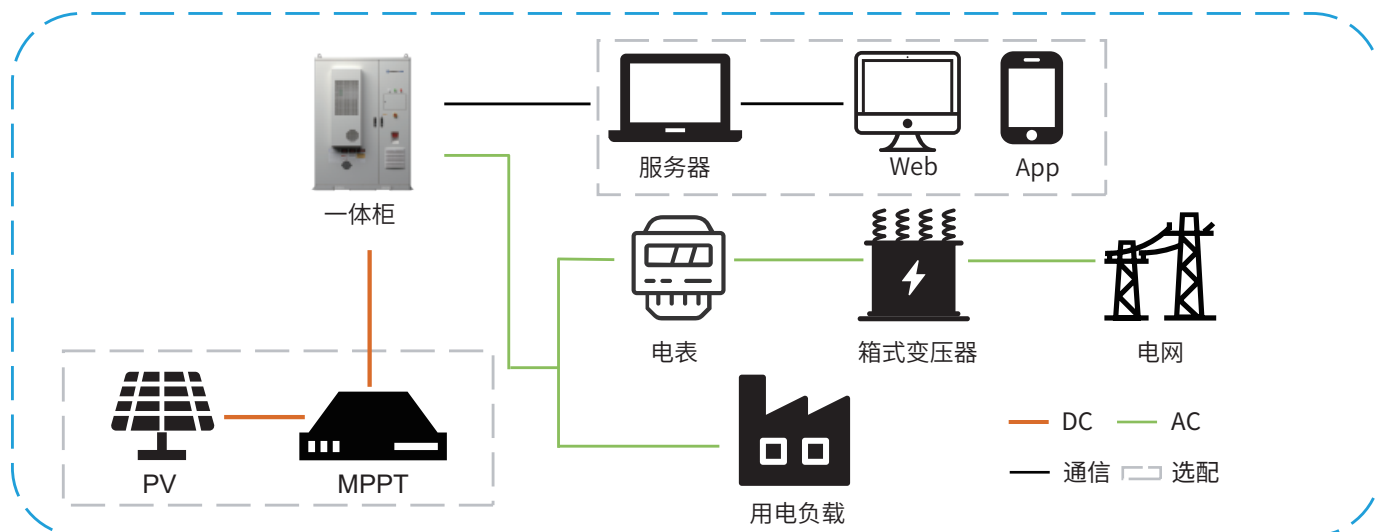 服务器
Web
App
一体柜
电表
箱式变压器
电网
PV
MPPT
用电负载
DC
AC
通信
选配